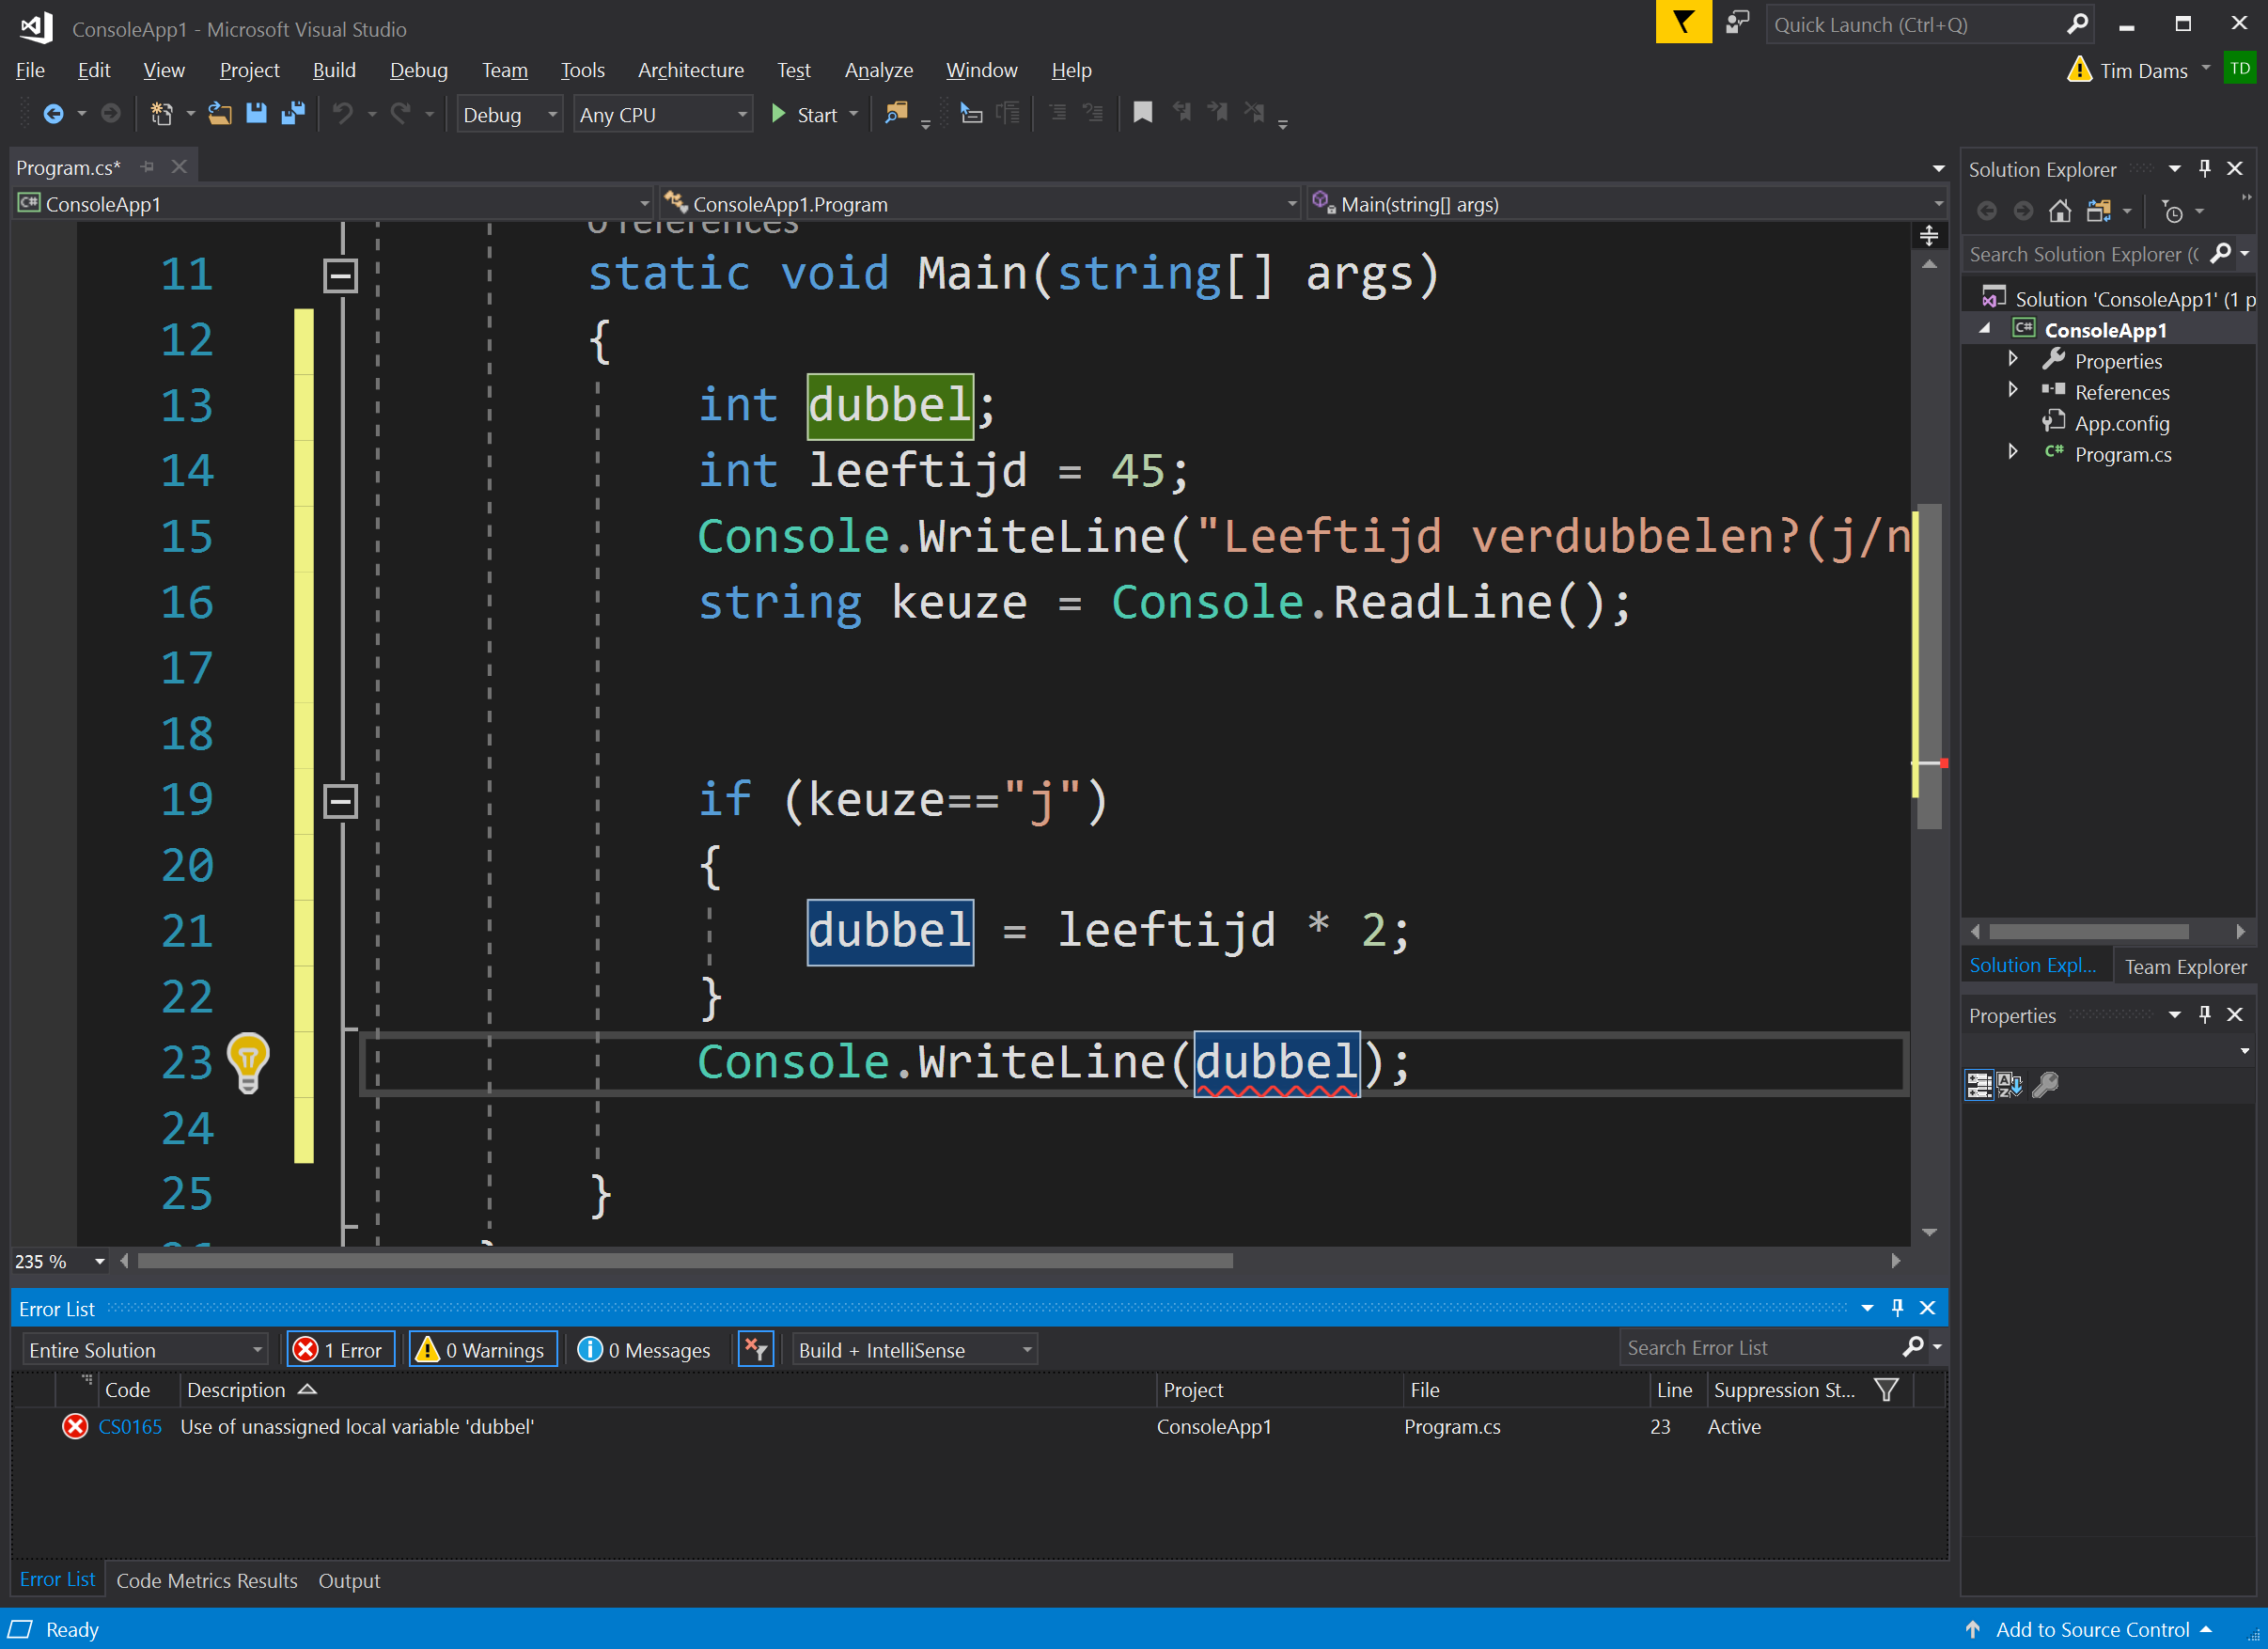 ConsoleApp1 - Microsoft Visual Studio
Quick Launch (Ctrl+Q)
File Edit View Project Build Debug Team Tools Architecture Test Analyze Window Help
Tim Dams TD
Debug Any CPU Start
Program.cs*
ConsoleApp1 ConsoleApp1.Program Main(string[] args)
0 references
11 static void Main(string[] args)
12 {
13 int dubbel;
14 int leeftijd = 45;
15 Console.WriteLine("Leeftijd verdubbelen?(j/n
16 string keuze = Console.ReadLine();
17
18
19 if (keuze=="j")
20 {
21 dubbel = leeftijd * 2;
22 }
23 Console.WriteLine(dubbel);
24
25 }
235 %
Solution Explorer
Search Solution Explorer (
Solution 'ConsoleApp1' (1 p
C# ConsoleApp1
Properties
References
App.config
C# Program.cs
Solution Expl... Team Explorer
Properties
Error List
Entire Solution 1 Error 0 Warnings 0 Messages Build + IntelliSense Search Error List
Code Description Project File Line Suppression St...
CS0165 Use of unassigned local variable 'dubbel' ConsoleApp1 Program.cs 23 Active
Error List Code Metrics Results Output
Ready Add to Source Control